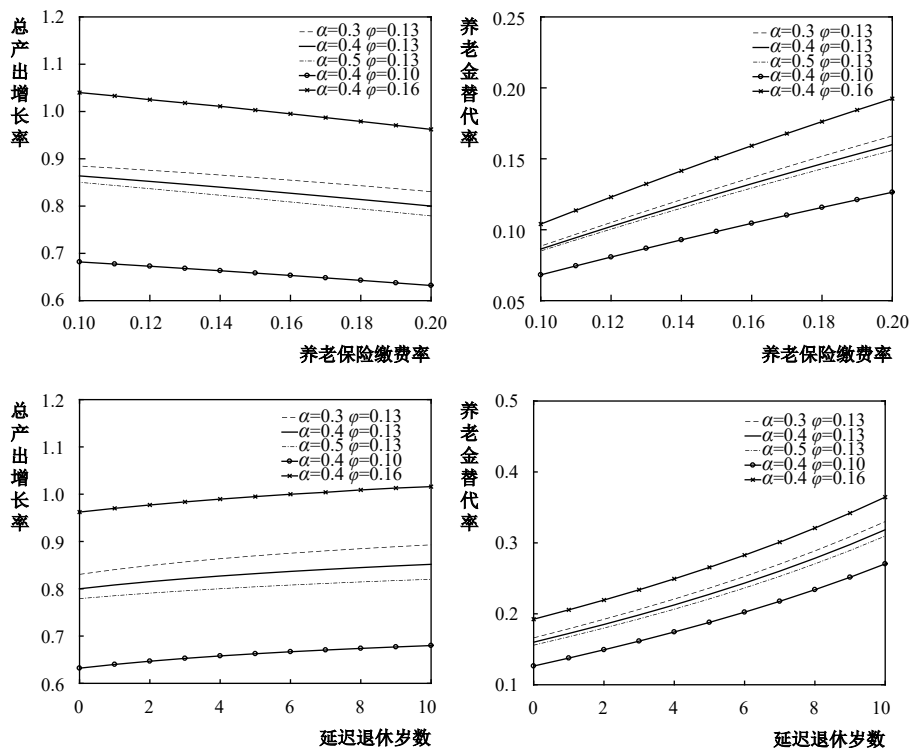 总产出增长率
1.2
1.1
1.0
0.9
0.8
0.7
0.6
α=0.3 φ=0.13
α=0.4 φ=0.13
α=0.5 φ=0.13
α=0.4 φ=0.10
α=0.4 φ=0.16
0.10 0.12 0.14 0.16 0.18 0.20
养老保险缴费率
养老金替代率
0.25
0.20
0.15
0.10
0.05
α=0.3 φ=0.13
α=0.4 φ=0.13
α=0.5 φ=0.13
α=0.4 φ=0.10
α=0.4 φ=0.16
0.10 0.12 0.14 0.16 0.18 0.20
养老保险缴费率
总产出增长率
1.2
1.1
1.0
0.9
0.8
0.7
0.6
α=0.3 φ=0.13
α=0.4 φ=0.13
α=0.5 φ=0.13
α=0.4 φ=0.10
α=0.4 φ=0.16
0 2 4 6 8 10
延迟退休岁数
养老金替代率
0.5
0.4
0.3
0.2
0.1
α=0.3 φ=0.13
α=0.4 φ=0.13
α=0.5 φ=0.13
α=0.4 φ=0.10
α=0.4 φ=0.16
0 2 4 6 8 10
延迟退休岁数